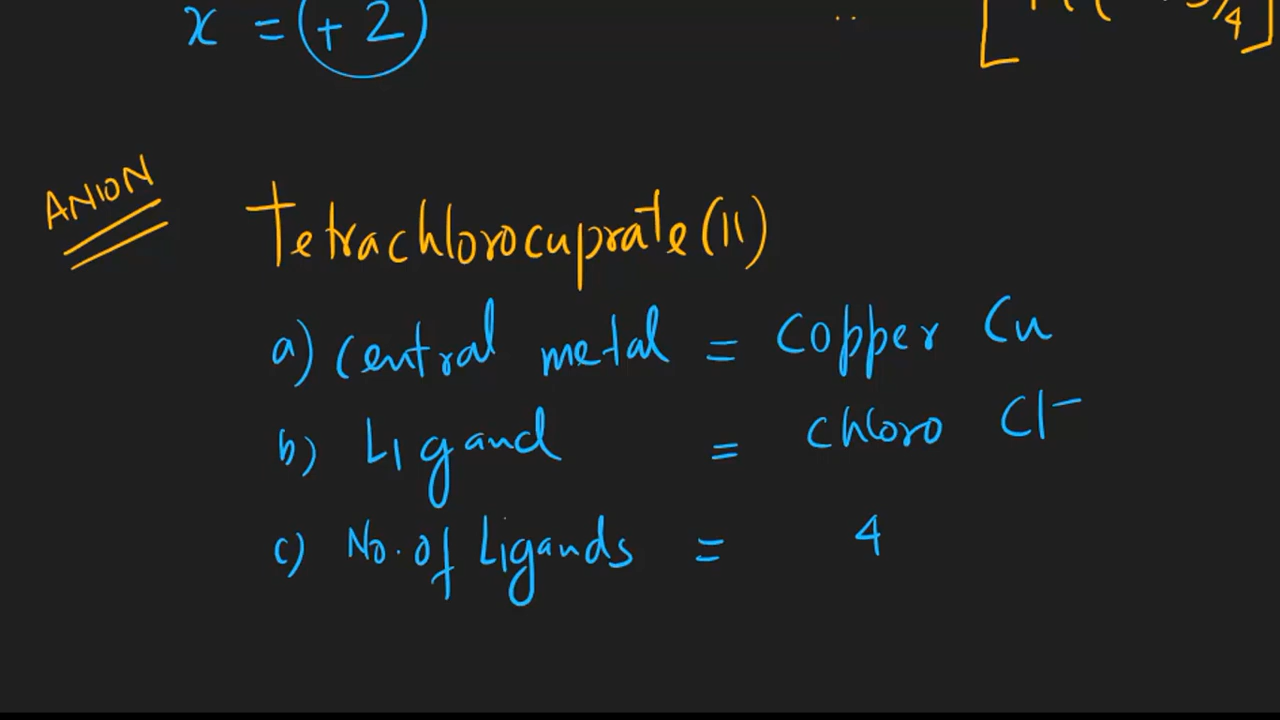 x = +2
ANION
Tetrachlorocuprate(II)
a) Central metal = Copper Cu
b) Ligand = chloro Cl⁻
c) No. of Ligands = 4